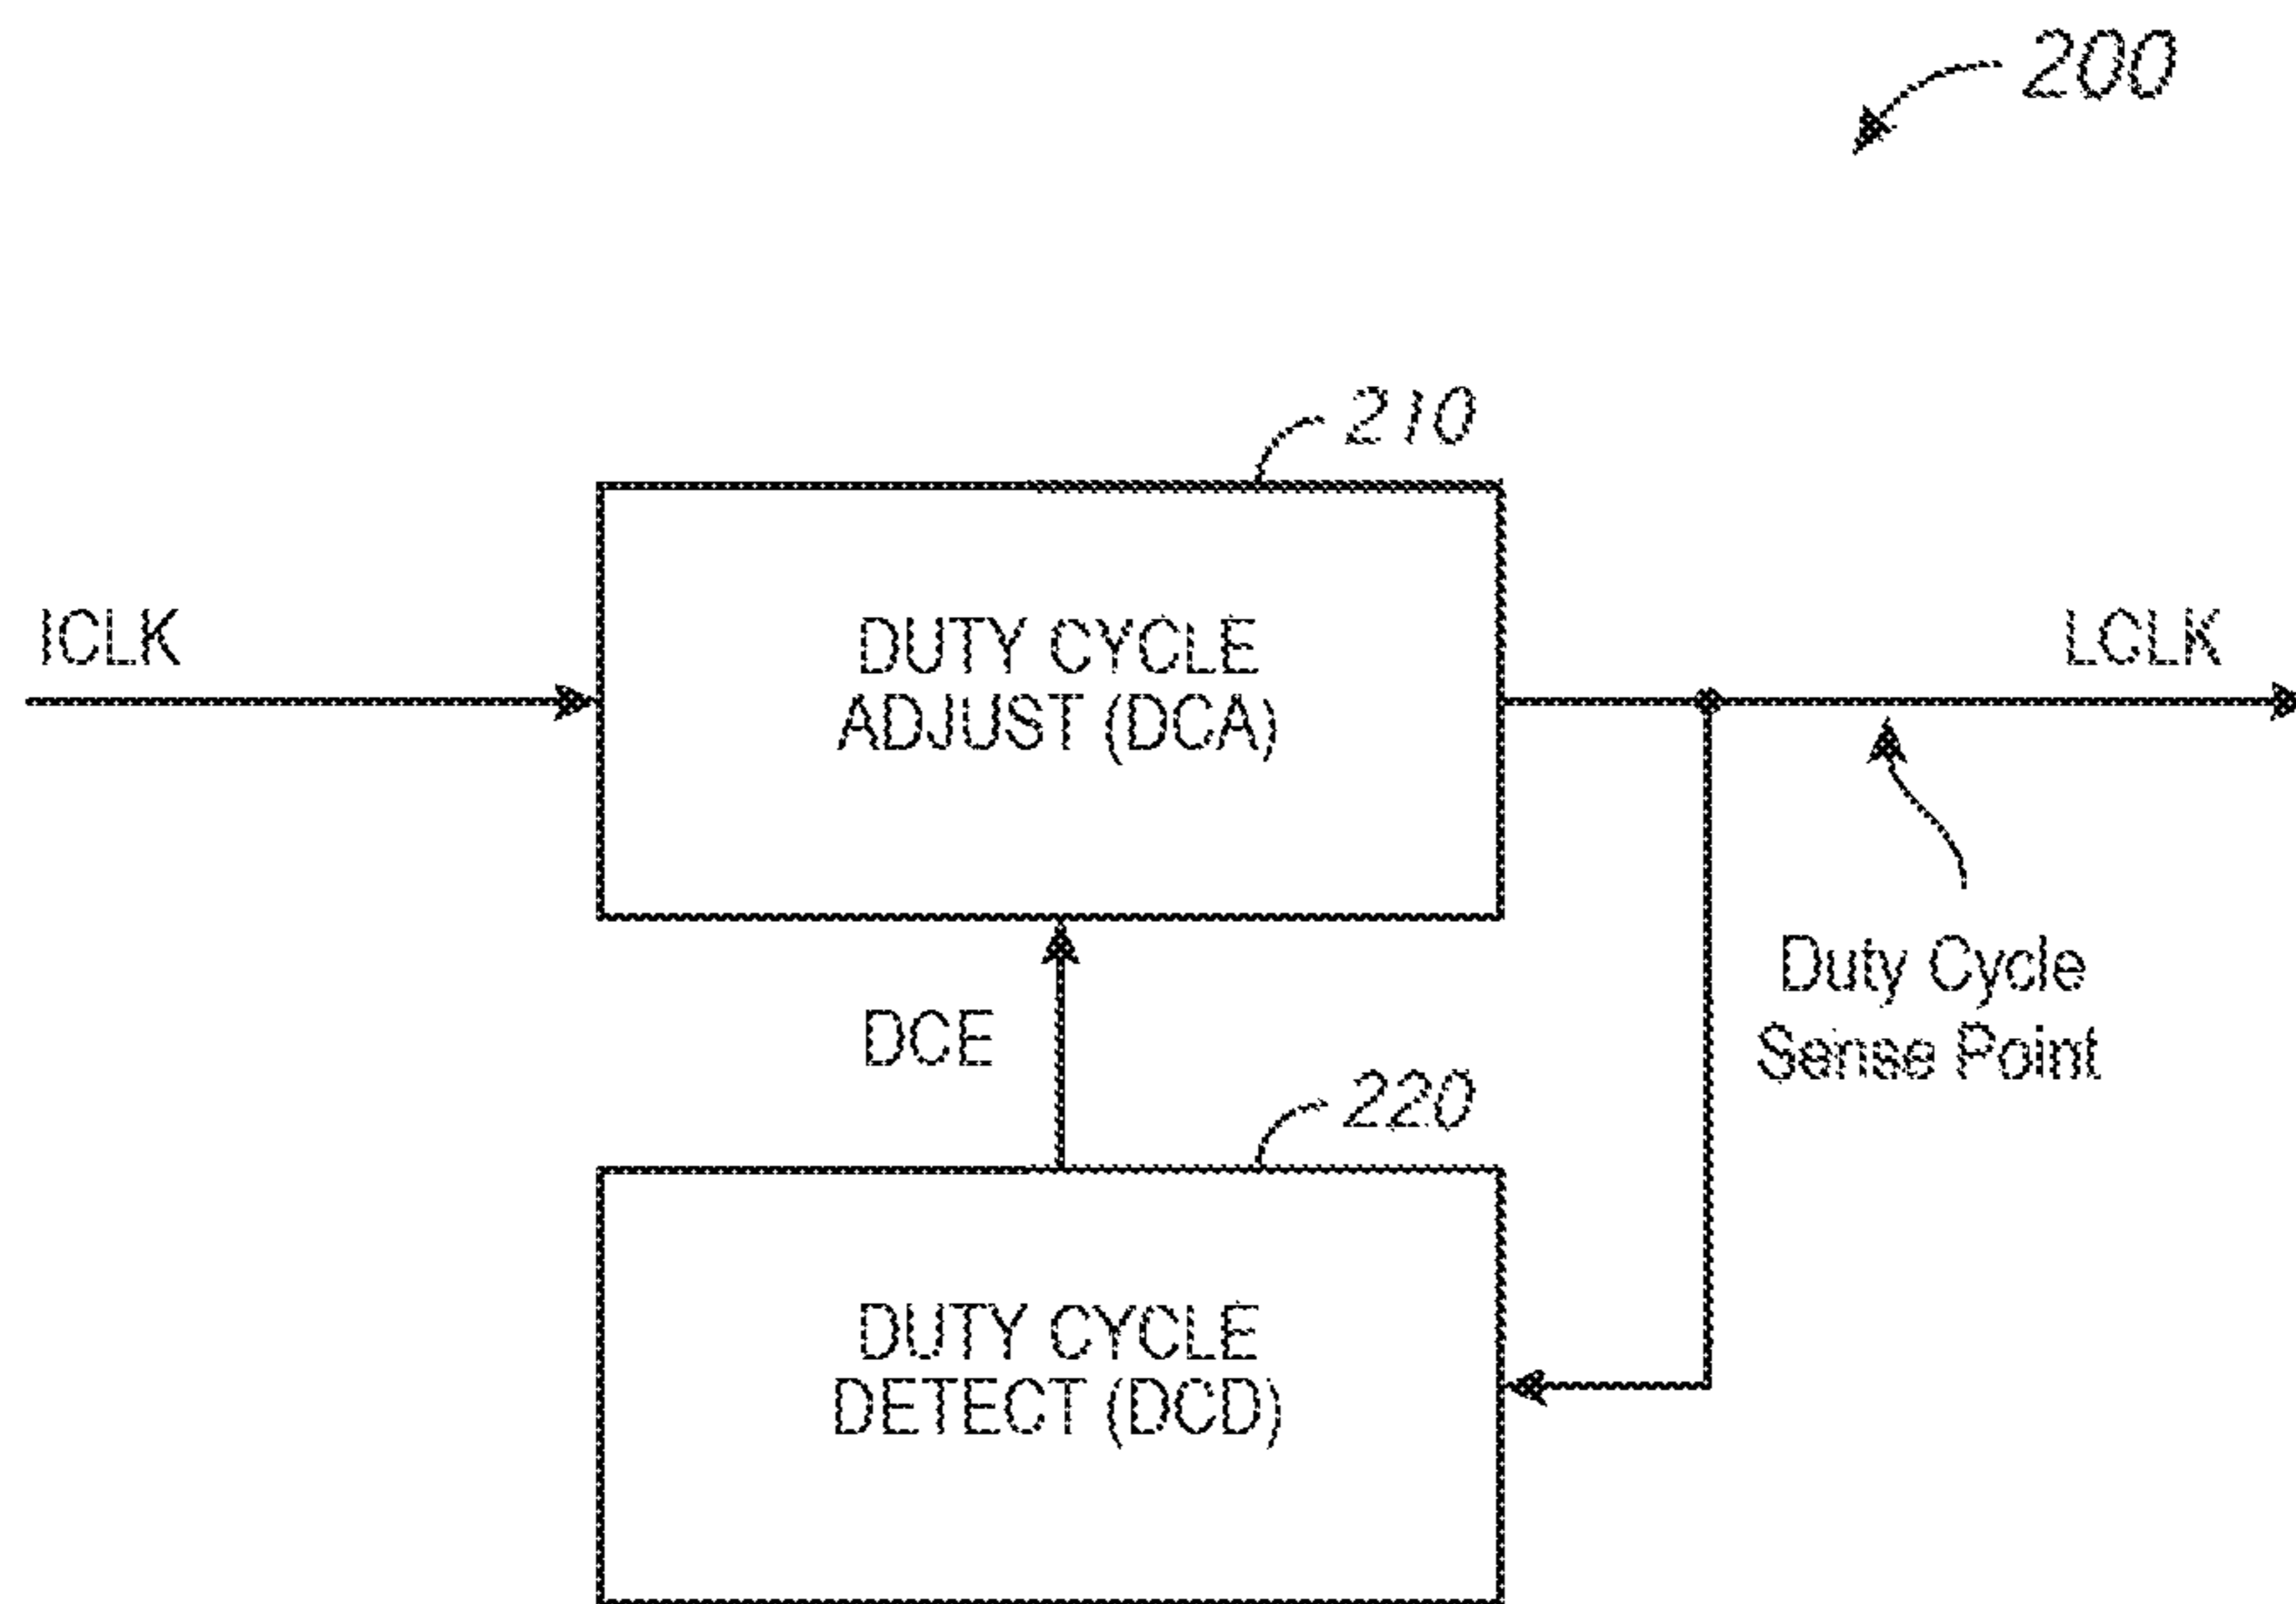 200
210
ICLK
DUTY CYCLE
ADJUST (DCA)
LCLK
Duty Cycle
Sense Point
DCE
220
DUTY CYCLE
DETECT (DCD)